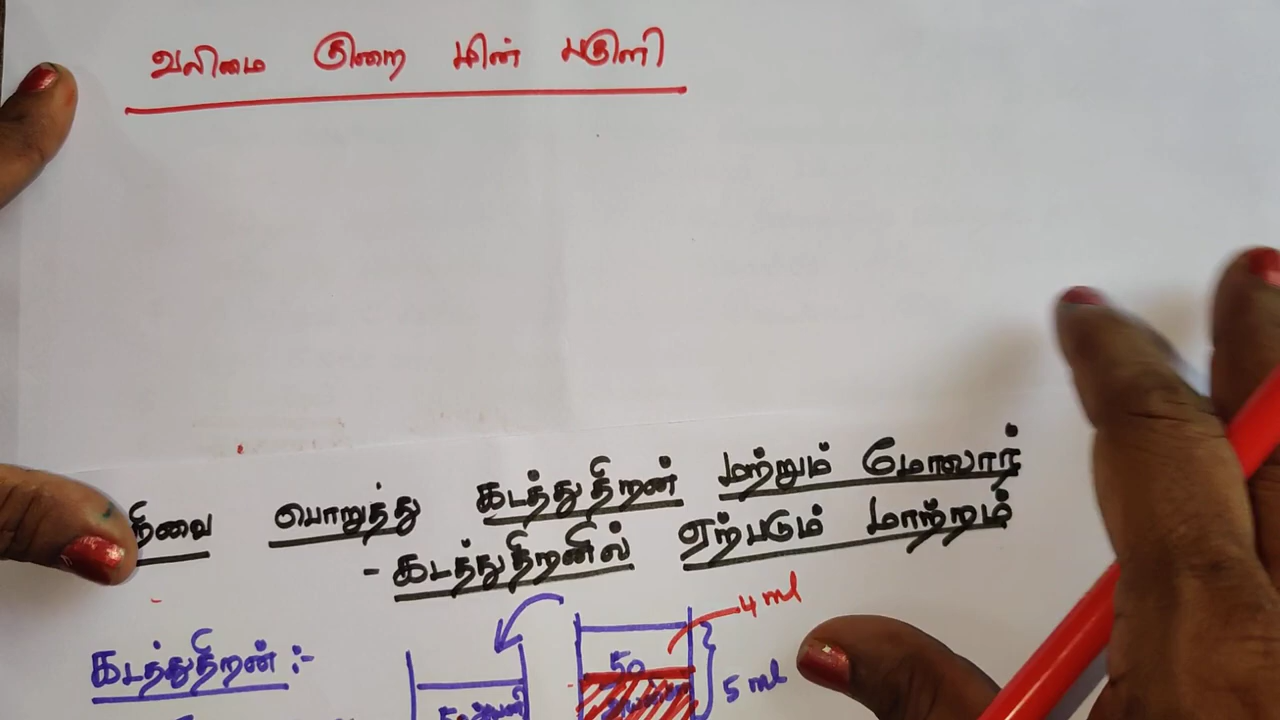 வலிமை குறை மின் பகுளி
பொறுத்து கடத்துதிறன் மற்றும் மோலார்
- கடத்துதிறனில் ஏற்படும் மாற்றம்
4 ml
கடத்துதிறன் :-
50
5 ml